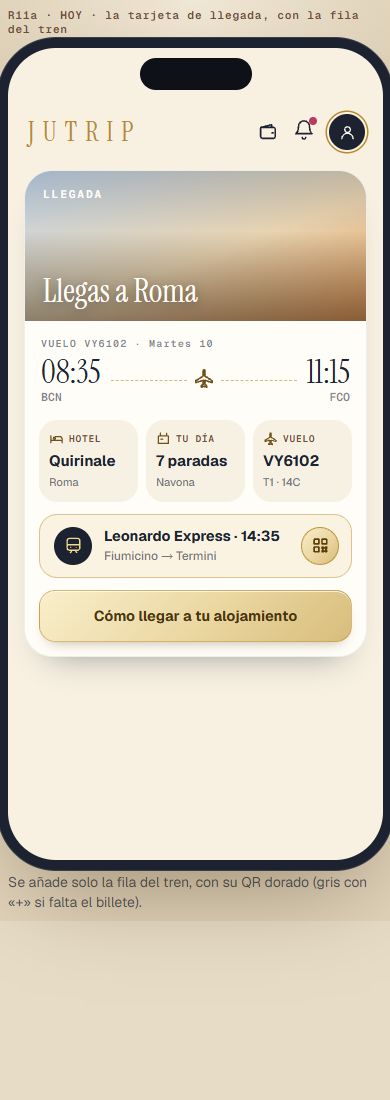 R11a · HOY · la tarjeta de llegada, con la fila
del tren
JUTRIP
LLEGADA
Llegas a Roma
VUELO VY6102 · Martes 10
08:35
11:15
BCN
FCO
HOTEL
Quirinale
Roma
TU DÍA
7 paradas
Navona
VUELO
VY6102
T1 · 14C
Leonardo Express · 14:35
Fiumicino → Termini
Cómo llegar a tu alojamiento
Se añade solo la fila del tren, con su QR dorado (gris con
«+» si falta el billete).